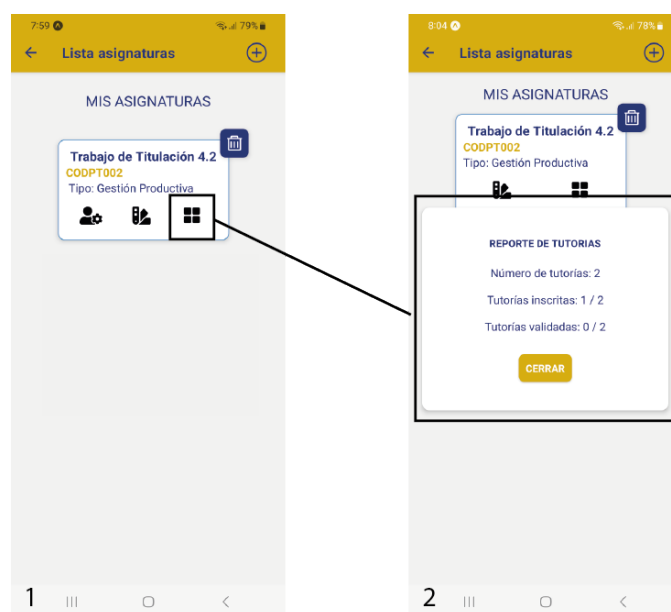 7:59 79%
Lista asignaturas
MIS ASIGNATURAS
Trabajo de Titulación 4.2
CODPT002
Tipo: Gestión Productiva
1
8:04 78%
Lista asignaturas
MIS ASIGNATURAS
Trabajo de Titulación 4.2
CODPT002
Tipo: Gestión Productiva
REPORTE DE TUTORIAS
Número de tutorías: 2
Tutorías inscritas: 1 / 2
Tutorías validadas: 0 / 2
CERRAR
2